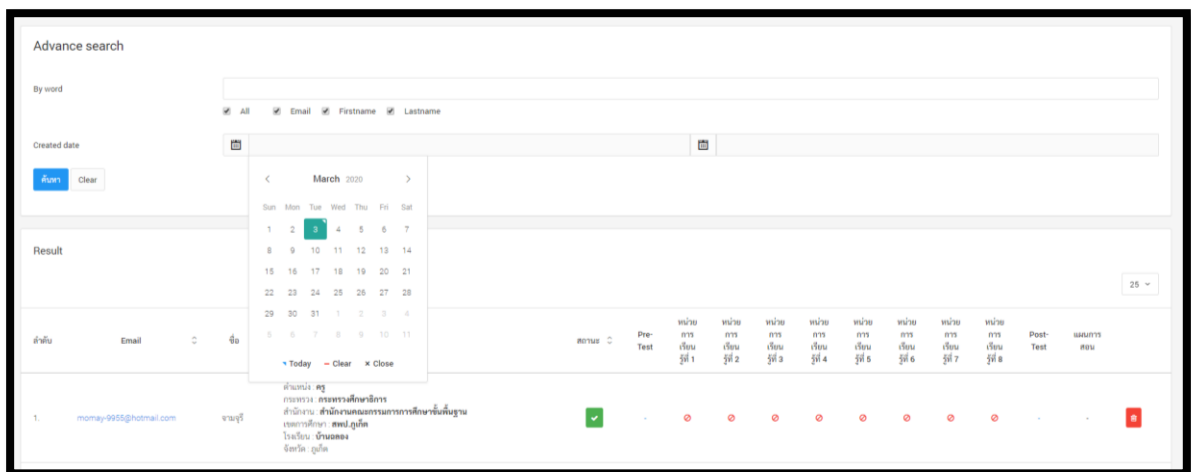 Advance search
By word
All Email Firstname Lastname
Created date
ค้นหา Clear
March 2020
Sun Mon Tue Wed Thu Fri Sat
1 2 3 4 5 6 7
8 9 10 11 12 13 14
15 16 17 18 19 20 21
22 23 24 25 26 27 28
29 30 31 1 2 3 4
5 6 7 8 9 10 11
Today Clear Close
Result
25
ลำดับ Email ชื่อ สถานะ Pre-Test หน่วยการเรียนรู้ที่ 1 หน่วยการเรียนรู้ที่ 2 หน่วยการเรียนรู้ที่ 3 หน่วยการเรียนรู้ที่ 4 หน่วยการเรียนรู้ที่ 5 หน่วยการเรียนรู้ที่ 6 หน่วยการเรียนรู้ที่ 7 หน่วยการเรียนรู้ที่ 8 Post-Test แผนการสอน
1. momay-9955@hotmail.com จามจุรี
ตำแหน่ง : ครู
กระทรวง : กระทรวงศึกษาธิการ
สำนักงาน : สำนักงานคณะกรรมการการศึกษาขั้นพื้นฐาน
เขตการศึกษา : สพป.ภูเก็ต
โรงเรียน : บ้านฉลอง
จังหวัด : ภูเก็ต
- - -